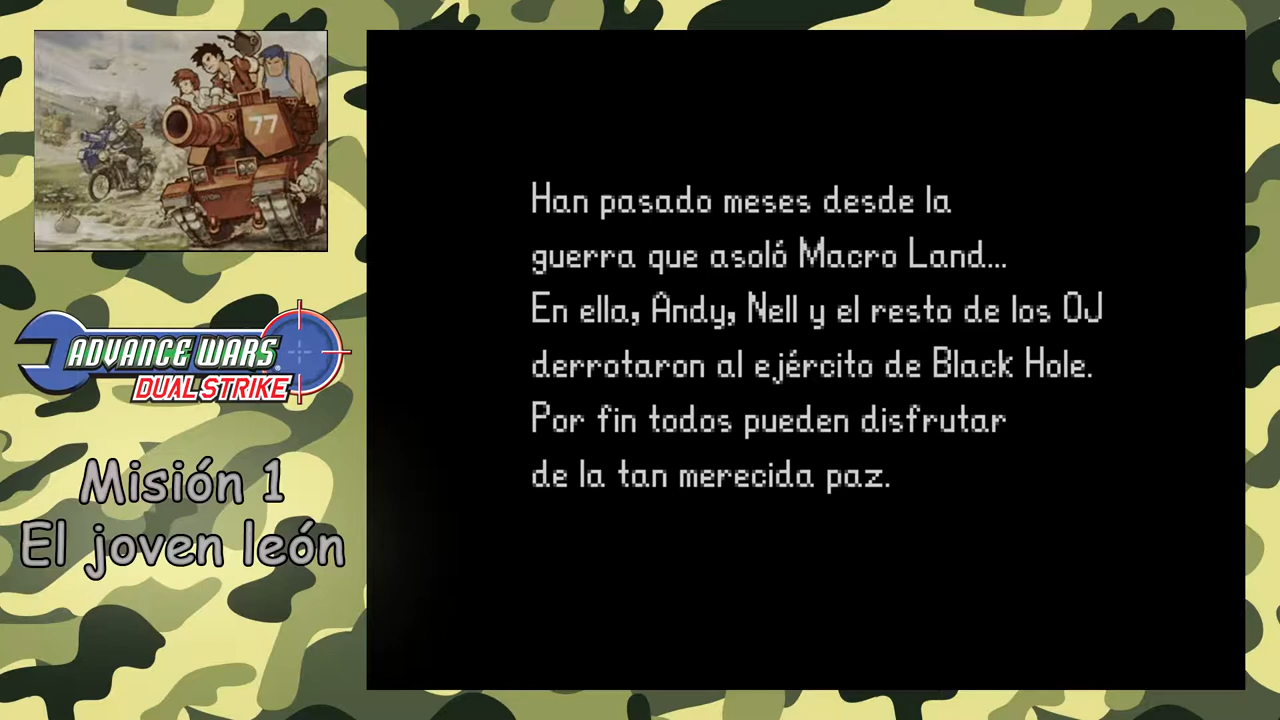 77
ADVANCE WARS
DUAL STRIKE
Misión 1
El joven león
Han pasado meses desde la
guerra que asoló Macro Land...
En ella, Andy, Nell y el resto de los OJ
derrotaron al ejército de Black Hole.
Por fin todos pueden disfrutar
de la tan merecida paz.